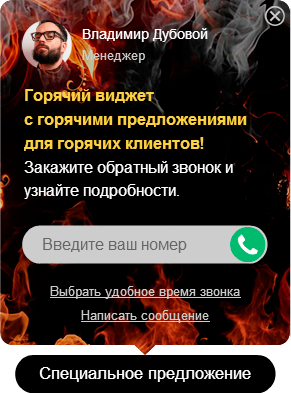 Владимир Дубовой
Менеджер
Горячий виджет
с горячими предложениями
для горячих клиентов!
Закажите обратный звонок и
узнайте подробности.
Введите ваш номер
Выбрать удобное время звонка
Написать сообщение
Специальное предложение